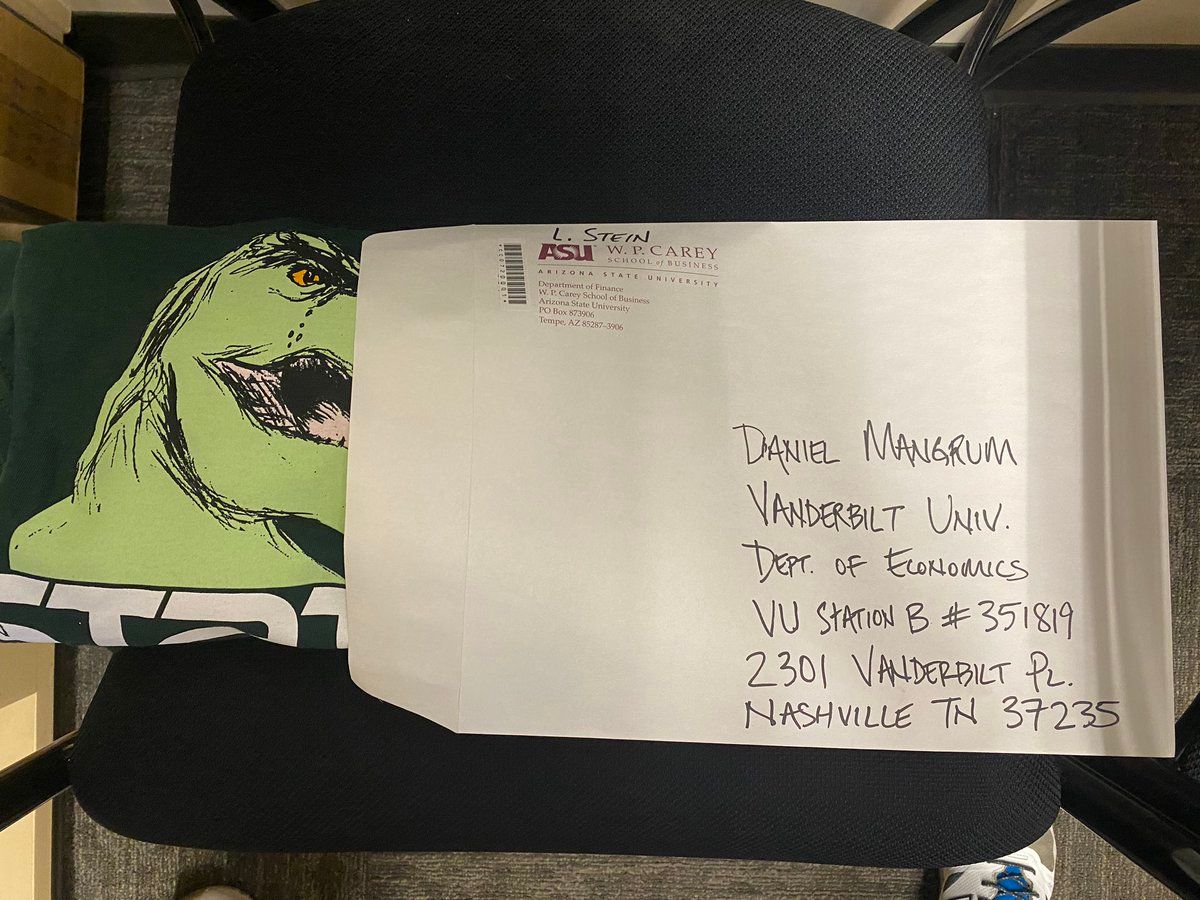 L. STEIN
ASU W. P. CAREY
SCHOOL of BUSINESS
ARIZONA STATE UNIVERSITY
Department of Finance
W. P. Carey School of Business
Arizona State University
PO Box 873906
Tempe, AZ 85287–3906
DANIEL MANGRUM
VANDERBILT UNIV.
DEPT. OF ECONOMICS
VU STATION B # 351819
2301 VANDERBILT PL.
NASHVILLE TN 37235